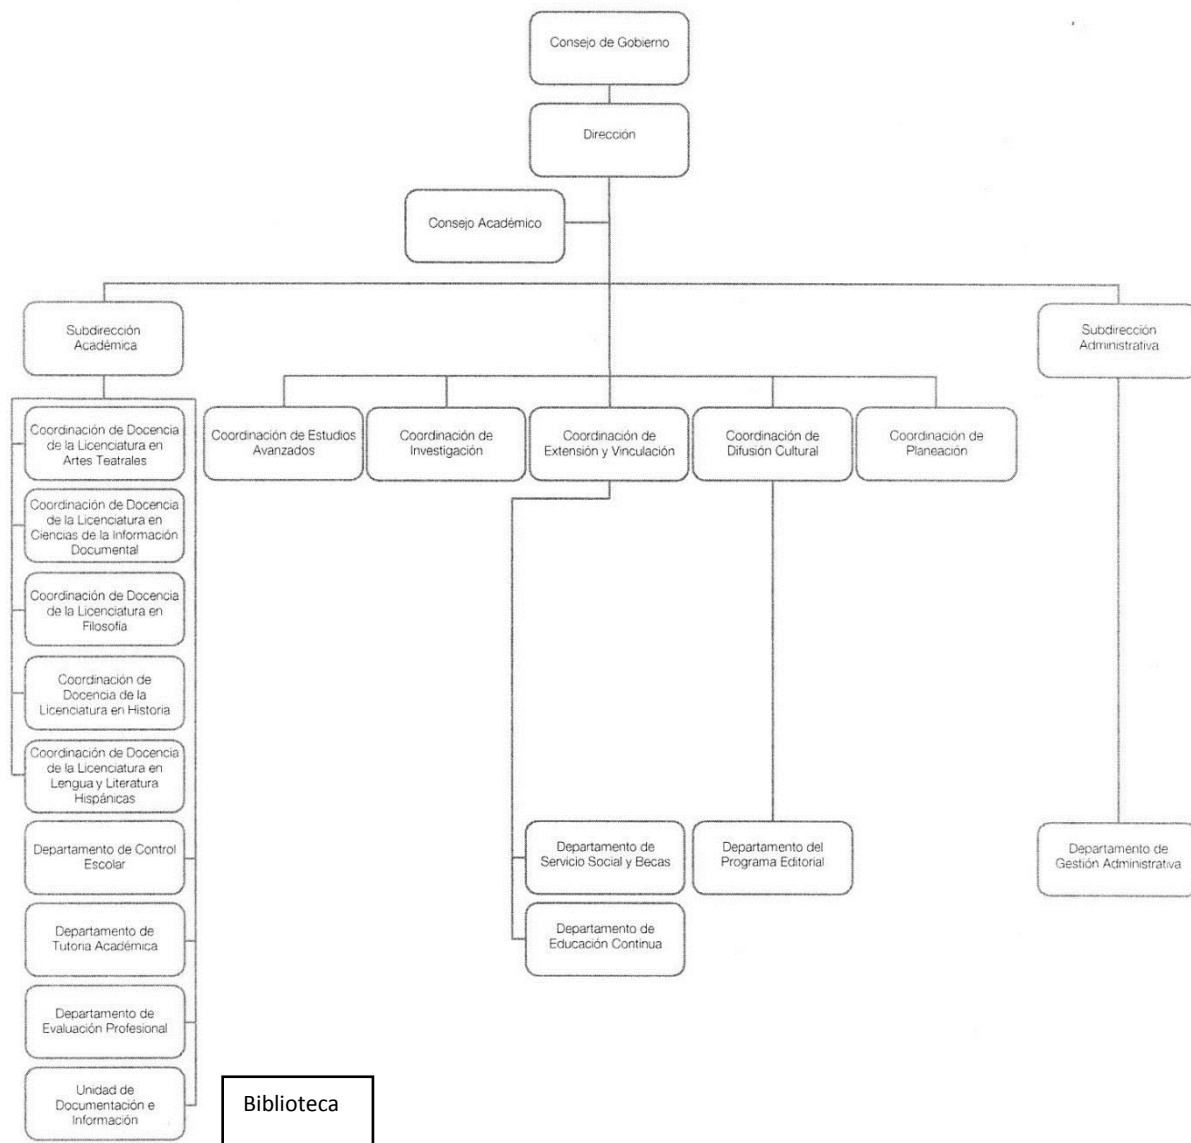 Consejo de Gobierno
Dirección
Consejo Académico
Subdirección
Académica
Subdirección
Administrativa
Coordinación de Estudios
Avanzados
Coordinación de
Investigación
Coordinación de
Extensión y Vinculación
Coordinación de
Difusión Cultural
Coordinación de
Planeación
Coordinación de Docencia
de la Licenciatura en
Artes Teatrales
Coordinación de Docencia
de la Licenciatura en
Ciencias de la Información
Documental
Coordinación de Docencia
de la Licenciatura en
Filosofía
Coordinación de
Docencia de la
Licenciatura en Historia
Coordinación de Docencia
de la Licenciatura en
Lengua y Literatura
Hispánicas
Departamento de Control
Escolar
Departamento de
Tutoria Académica
Departamento de
Evaluación Profesional
Unidad de
Documentación e
Información
Biblioteca
Departamento de
Servicio Social y Becas
Departamento de
Educación Continua
Departamento del
Programa Editorial
Departamento de
Gestión Administrativa